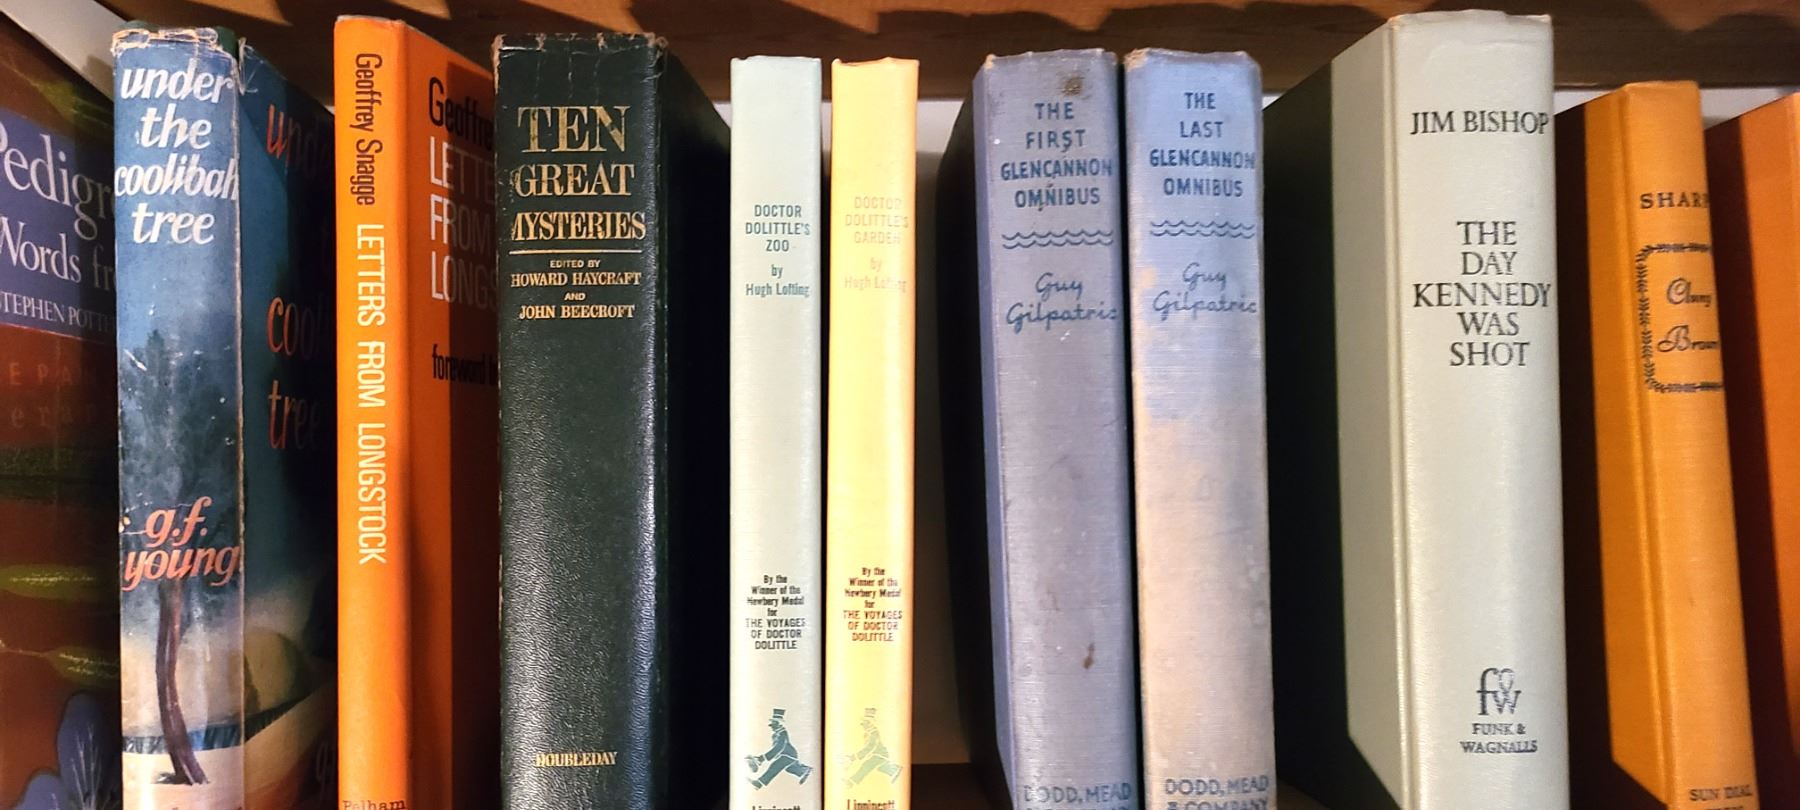 Pedigr
Words fr
STEPHEN POTT
under
the
coolibah
tree
g.f.
young
coo
tree
Geoffrey Snagge LETTERS FROM LONGSTOCK
Pelham
Geoffre
LETTE
FROM
LONGS
foreword b
TEN
GREAT
MYSTERIES
EDITED BY
HOWARD HAYCRAFT
AND
JOHN BEECROFT
DOUBLEDAY
DOCTOR
DOLITTLE'S
ZOO
by
Hugh Lofting
By the
Winner of the
Newbery Medal
for
THE VOYAGES
OF DOCTOR
DOLITTLE
Lippincott
DOCTOR
DOLITTLE'S
GARDEN
by
Hugh Lofting
By the
Winner of the
Newbery Medal
for
THE VOYAGES
OF DOCTOR
DOLITTLE
Lippincott
THE
FIRST
GLENCANNON
OMNIBUS
Guy
Gilpatric
DODD, MEAD
THE
LAST
GLENCANNON
OMNIBUS
Guy
Gilpatric
DODD, MEAD
& COMPANY
JIM BISHOP
THE
DAY
KENNEDY
WAS
SHOT
fw
FUNK &
WAGNALLS
SHARP
Cluny
Brown
SUN DIAL